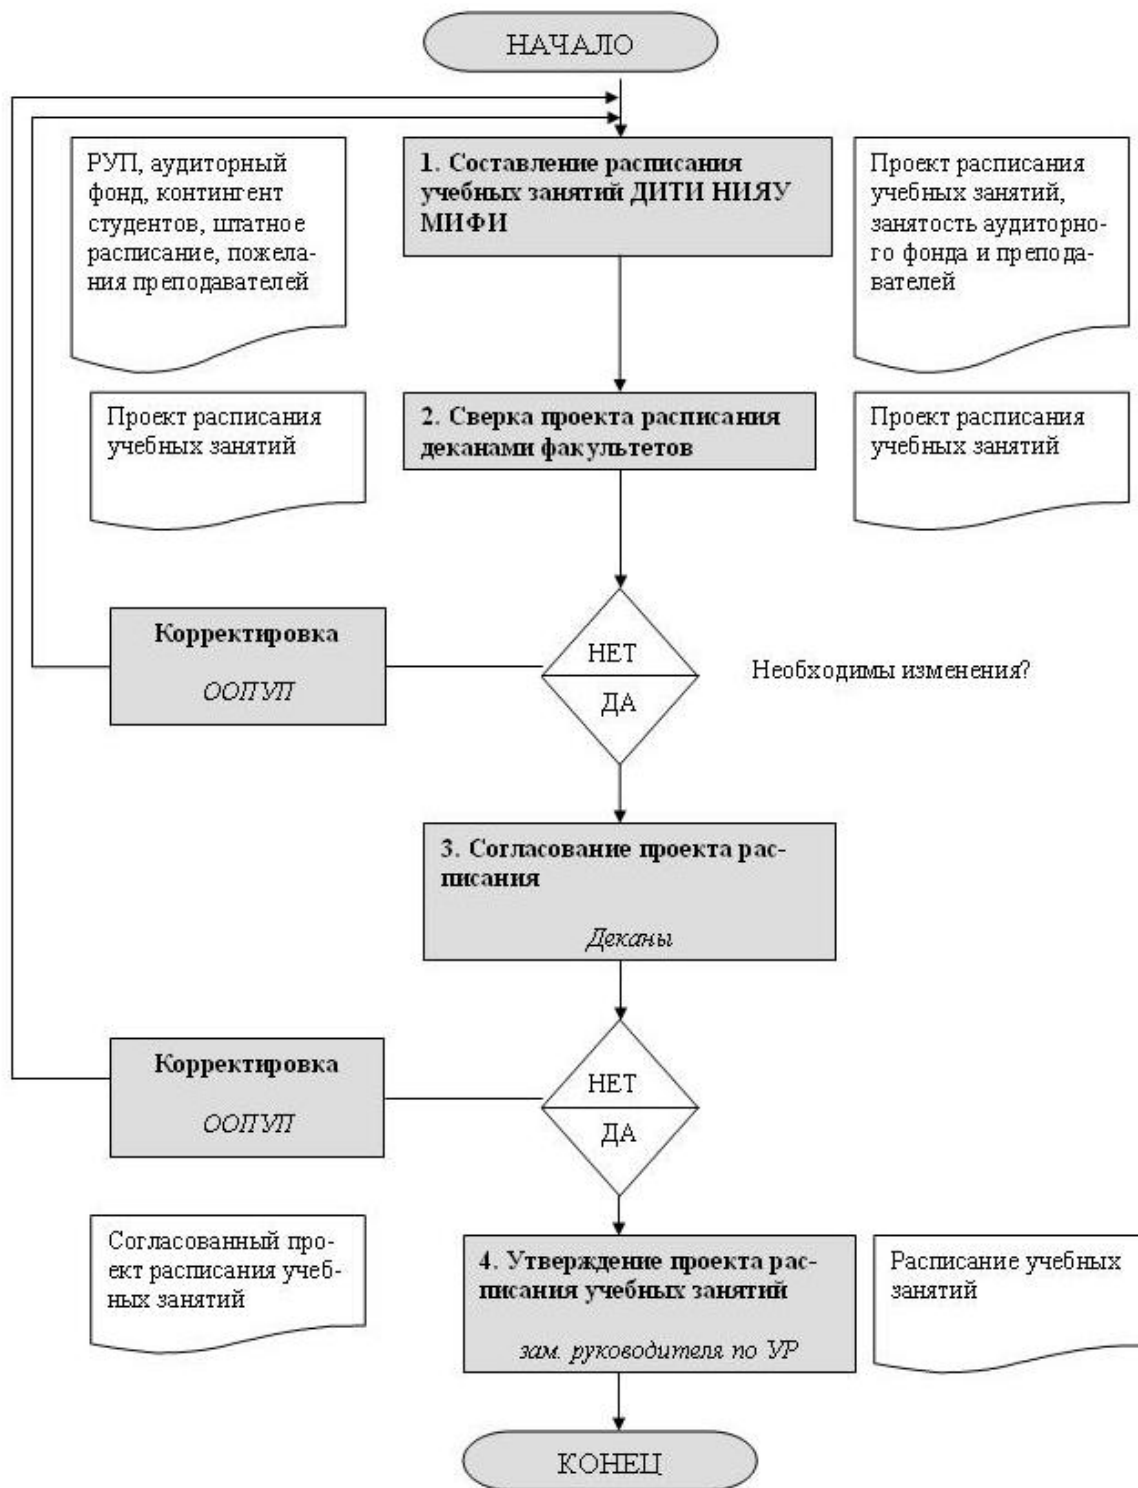 НАЧАЛО
РУП, аудиторный
фонд, контингент
студентов, штатное
расписание, пожела-
ния преподавателей
1. Составление расписания
учебных занятий ДИТИ НИЯУ
МИФИ
Проект расписания
учебных занятий,
занятость аудиторно-
го фонда и препода-
вателей
Проект расписания
учебных занятий
2. Сверка проекта расписания
деканами факультетов
Проект расписания
учебных занятий
Корректировка
ООПУП
НЕТ
ДА
Необходимы изменения?
3. Согласование проекта рас-
писания
Деканы
Корректировка
ООПУП
НЕТ
ДА
Согласованный про-
ект расписания учеб-
ных занятий
4. Утверждение проекта рас-
писания учебных занятий
зам. руководителя по УР
Расписание учебных
занятий
КОНЕЦ